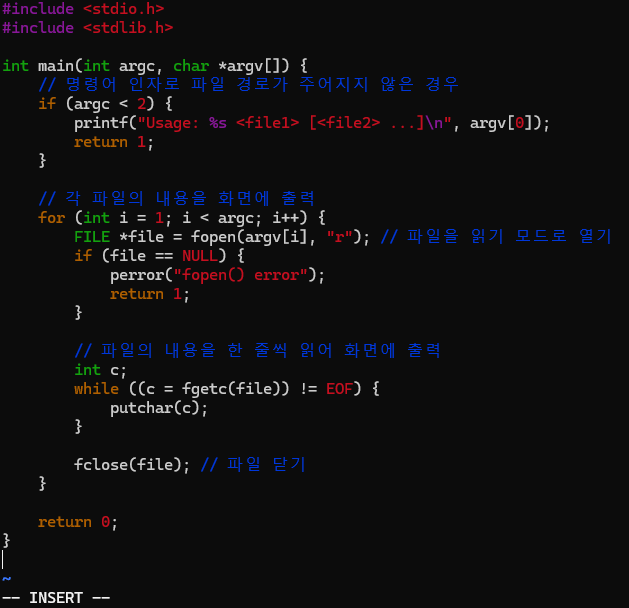 #include <stdio.h>
#include <stdlib.h>

int main(int argc, char *argv[]) {
    // 명령어 인자로 파일 경로가 주어지지 않은 경우
    if (argc < 2) {
        printf("Usage: %s <file1> [<file2> ...]\n", argv[0]);
        return 1;
    }

    // 각 파일의 내용을 화면에 출력
    for (int i = 1; i < argc; i++) {
        FILE *file = fopen(argv[i], "r"); // 파일을 읽기 모드로 열기
        if (file == NULL) {
            perror("fopen() error");
            return 1;
        }

        // 파일의 내용을 한 줄씩 읽어 화면에 출력
        int c;
        while ((c = fgetc(file)) != EOF) {
            putchar(c);
        }

        fclose(file); // 파일 닫기
    }

    return 0;
}

~
-- INSERT --